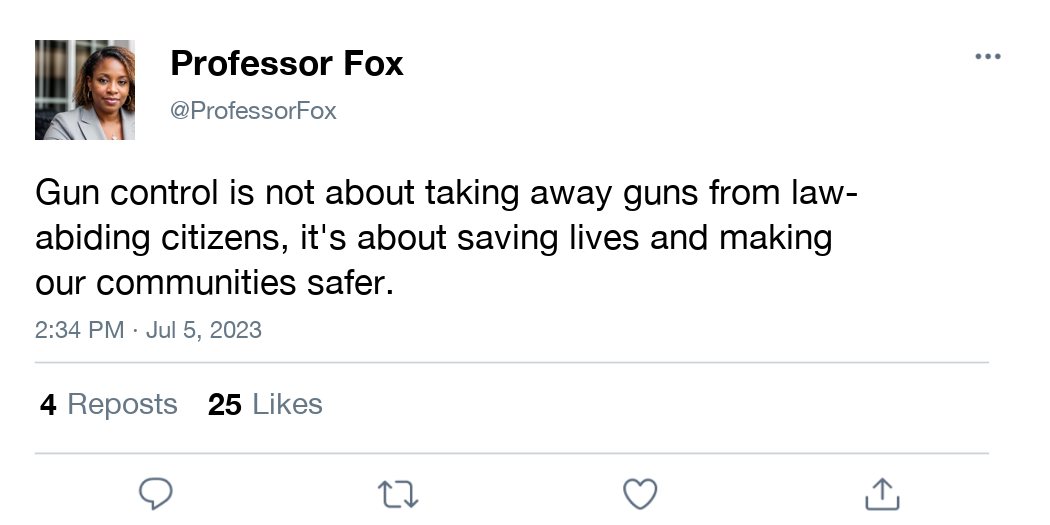 Professor Fox
@ProfessorFox
Gun control is not about taking away guns from law-
abiding citizens, it's about saving lives and making
our communities safer.
2:34 PM · Jul 5, 2023
4 Reposts 25 Likes